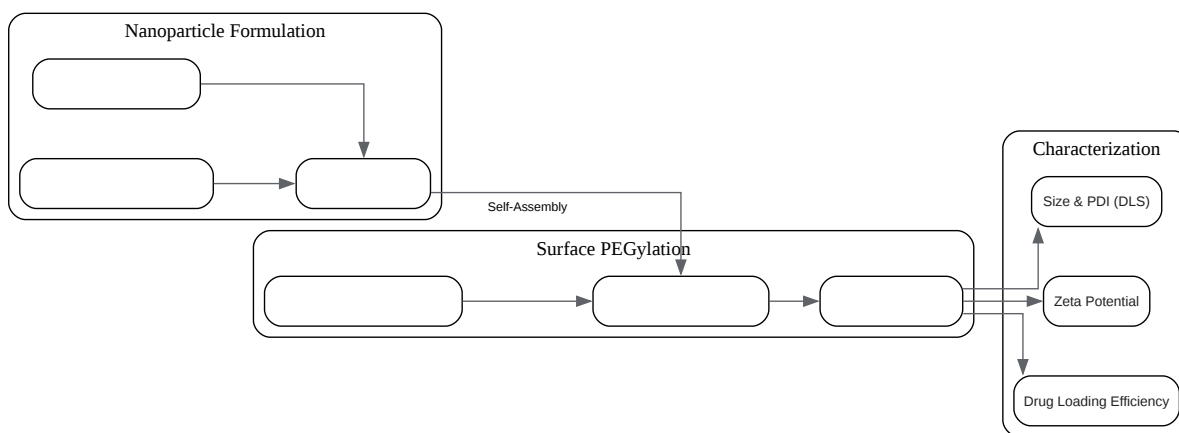 Nanoparticle Formulation
Self-Assembly
Surface PEGylation
Characterization
Size & PDI (DLS)
Zeta Potential
Drug Loading Efficiency